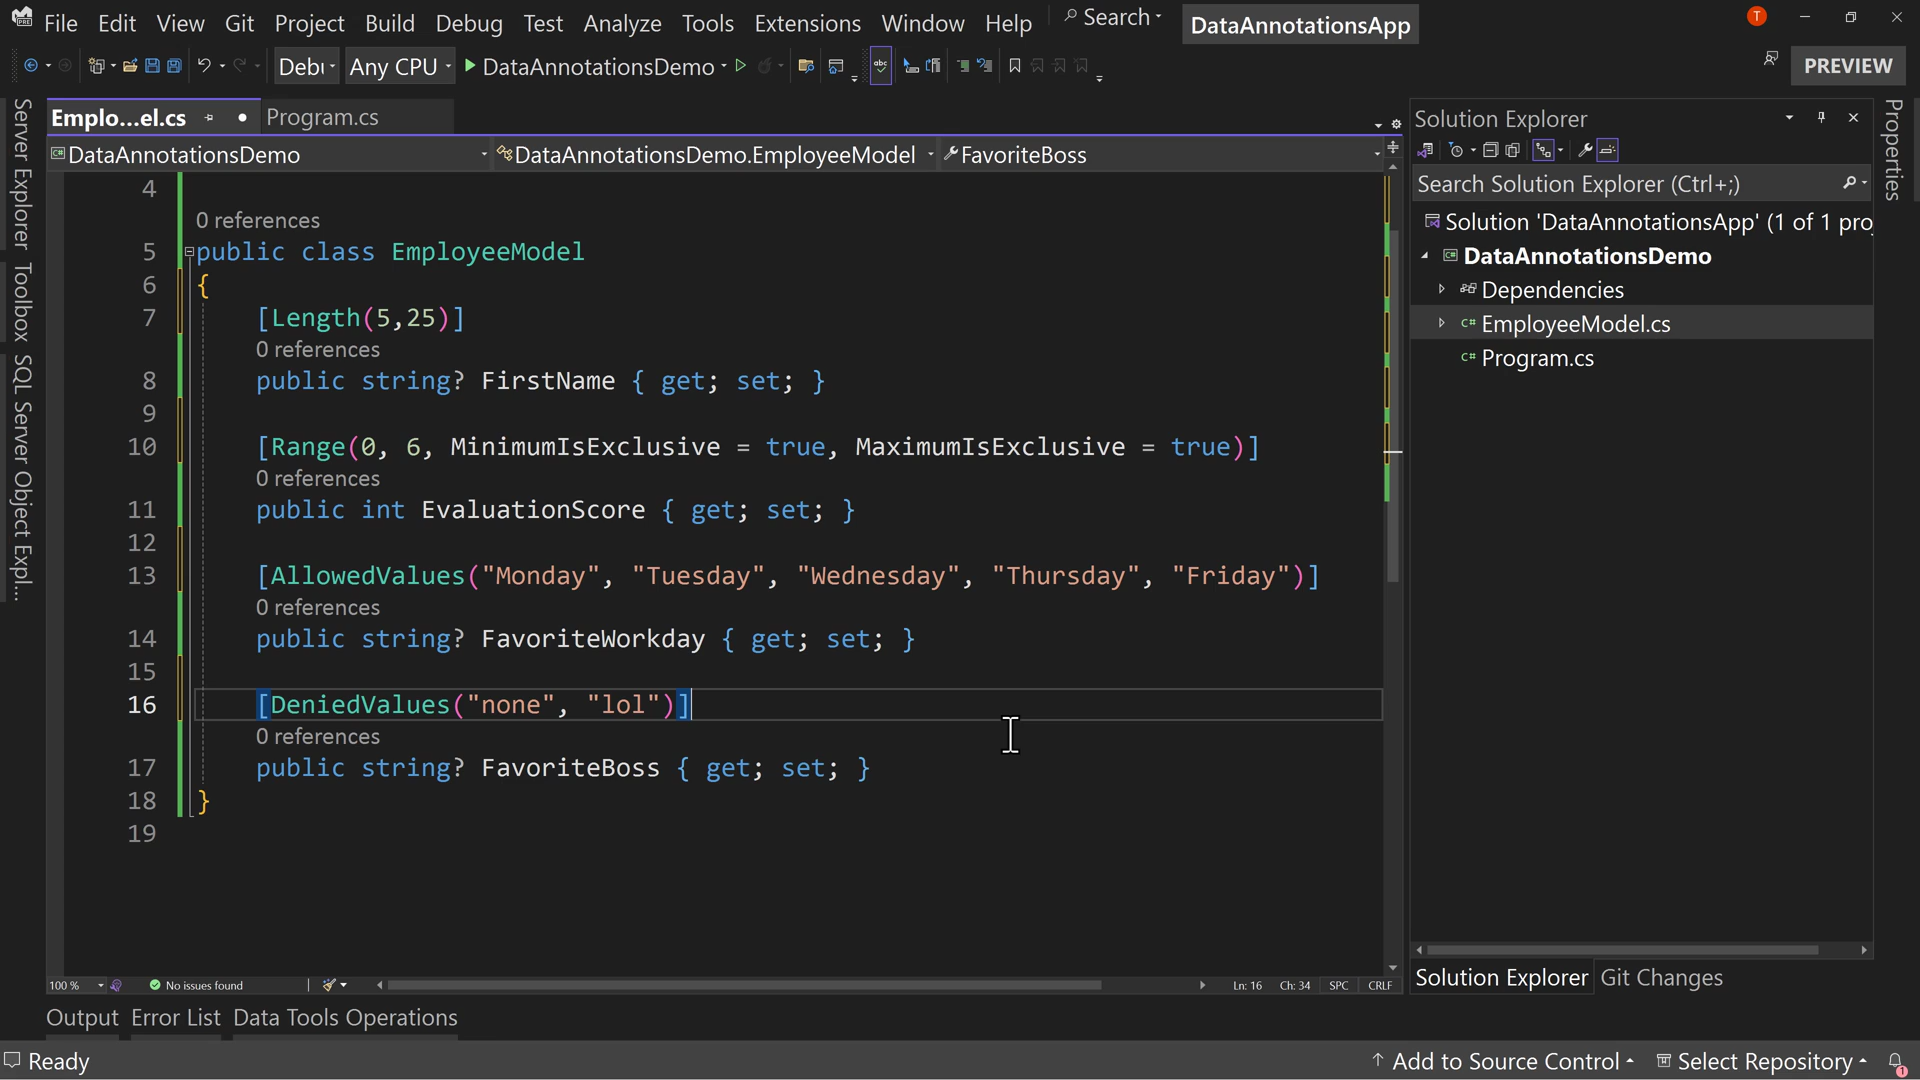 File Edit View Git Project Build Debug Test Analyze Tools Extensions Window Help Search DataAnnotationsApp T
Debu Any CPU DataAnnotationsDemo abc PREVIEW
Server Explorer
Toolbox
SQL Server Object Expl...
Emplo...el.cs Program.cs
DataAnnotationsDemo DataAnnotationsDemo.EmployeeModel FavoriteBoss
4
0 references
5 public class EmployeeModel
6 {
7 [Length(5,25)]
0 references
8 public string? FirstName { get; set; }
9
10 [Range(0, 6, MinimumIsExclusive = true, MaximumIsExclusive = true)]
0 references
11 public int EvaluationScore { get; set; }
12
13 [AllowedValues("Monday", "Tuesday", "Wednesday", "Thursday", "Friday")]
0 references
14 public string? FavoriteWorkday { get; set; }
15
16 [DeniedValues("none", "lol")]
0 references
17 public string? FavoriteBoss { get; set; }
18 }
19
100 % No issues found Ln: 16 Ch: 34 SPC CRLF
Output Error List Data Tools Operations
Solution Explorer
Search Solution Explorer (Ctrl+;)
Solution 'DataAnnotationsApp' (1 of 1 pro
DataAnnotationsDemo
Dependencies
C# EmployeeModel.cs
C# Program.cs
Solution Explorer Git Changes
Properties
Ready Add to Source Control Select Repository 1